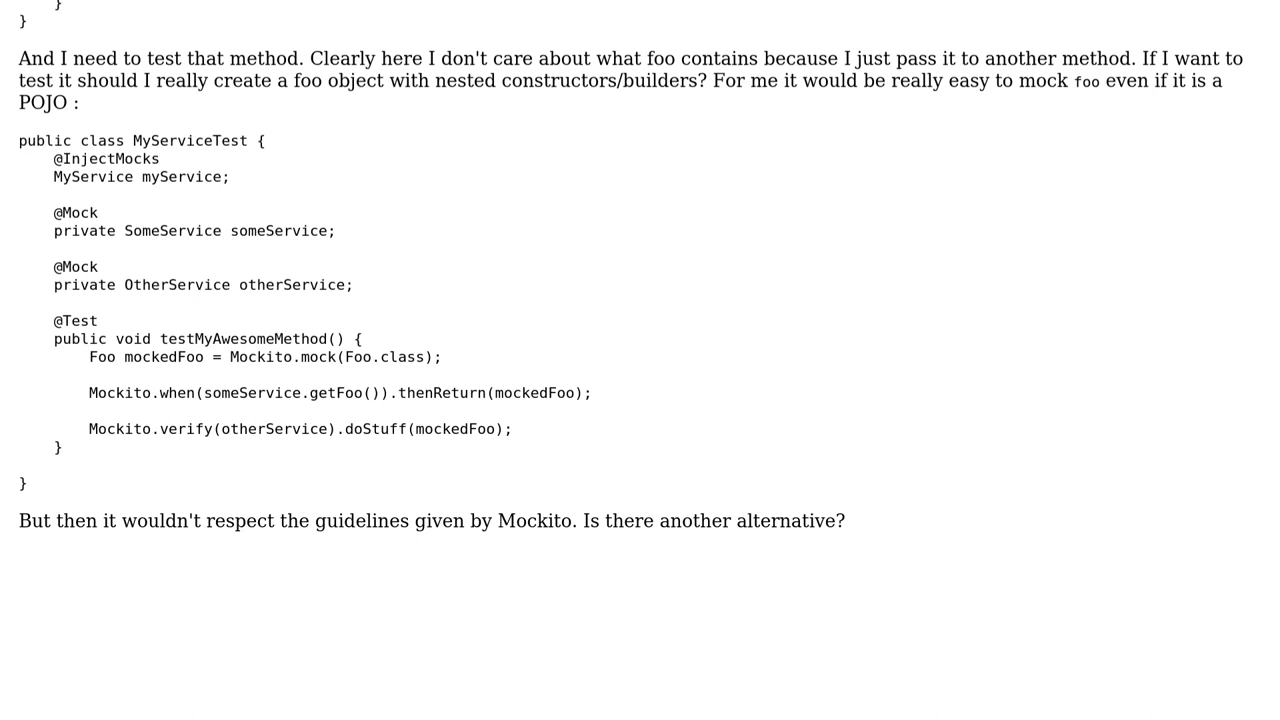 }
}
And I need to test that method. Clearly here I don't care about what foo contains because I just pass it to another method. If I want to
test it should I really create a foo object with nested constructors/builders? For me it would be really easy to mock foo even if it is a
POJO :
public class MyServiceTest {
    @InjectMocks
    MyService myService;

    @Mock
    private SomeService someService;

    @Mock
    private OtherService otherService;

    @Test
    public void testMyAwesomeMethod() {
        Foo mockedFoo = Mockito.mock(Foo.class);

        Mockito.when(someService.getFoo()).thenReturn(mockedFoo);

        Mockito.verify(otherService).doStuff(mockedFoo);
    }

}
But then it wouldn't respect the guidelines given by Mockito. Is there another alternative?